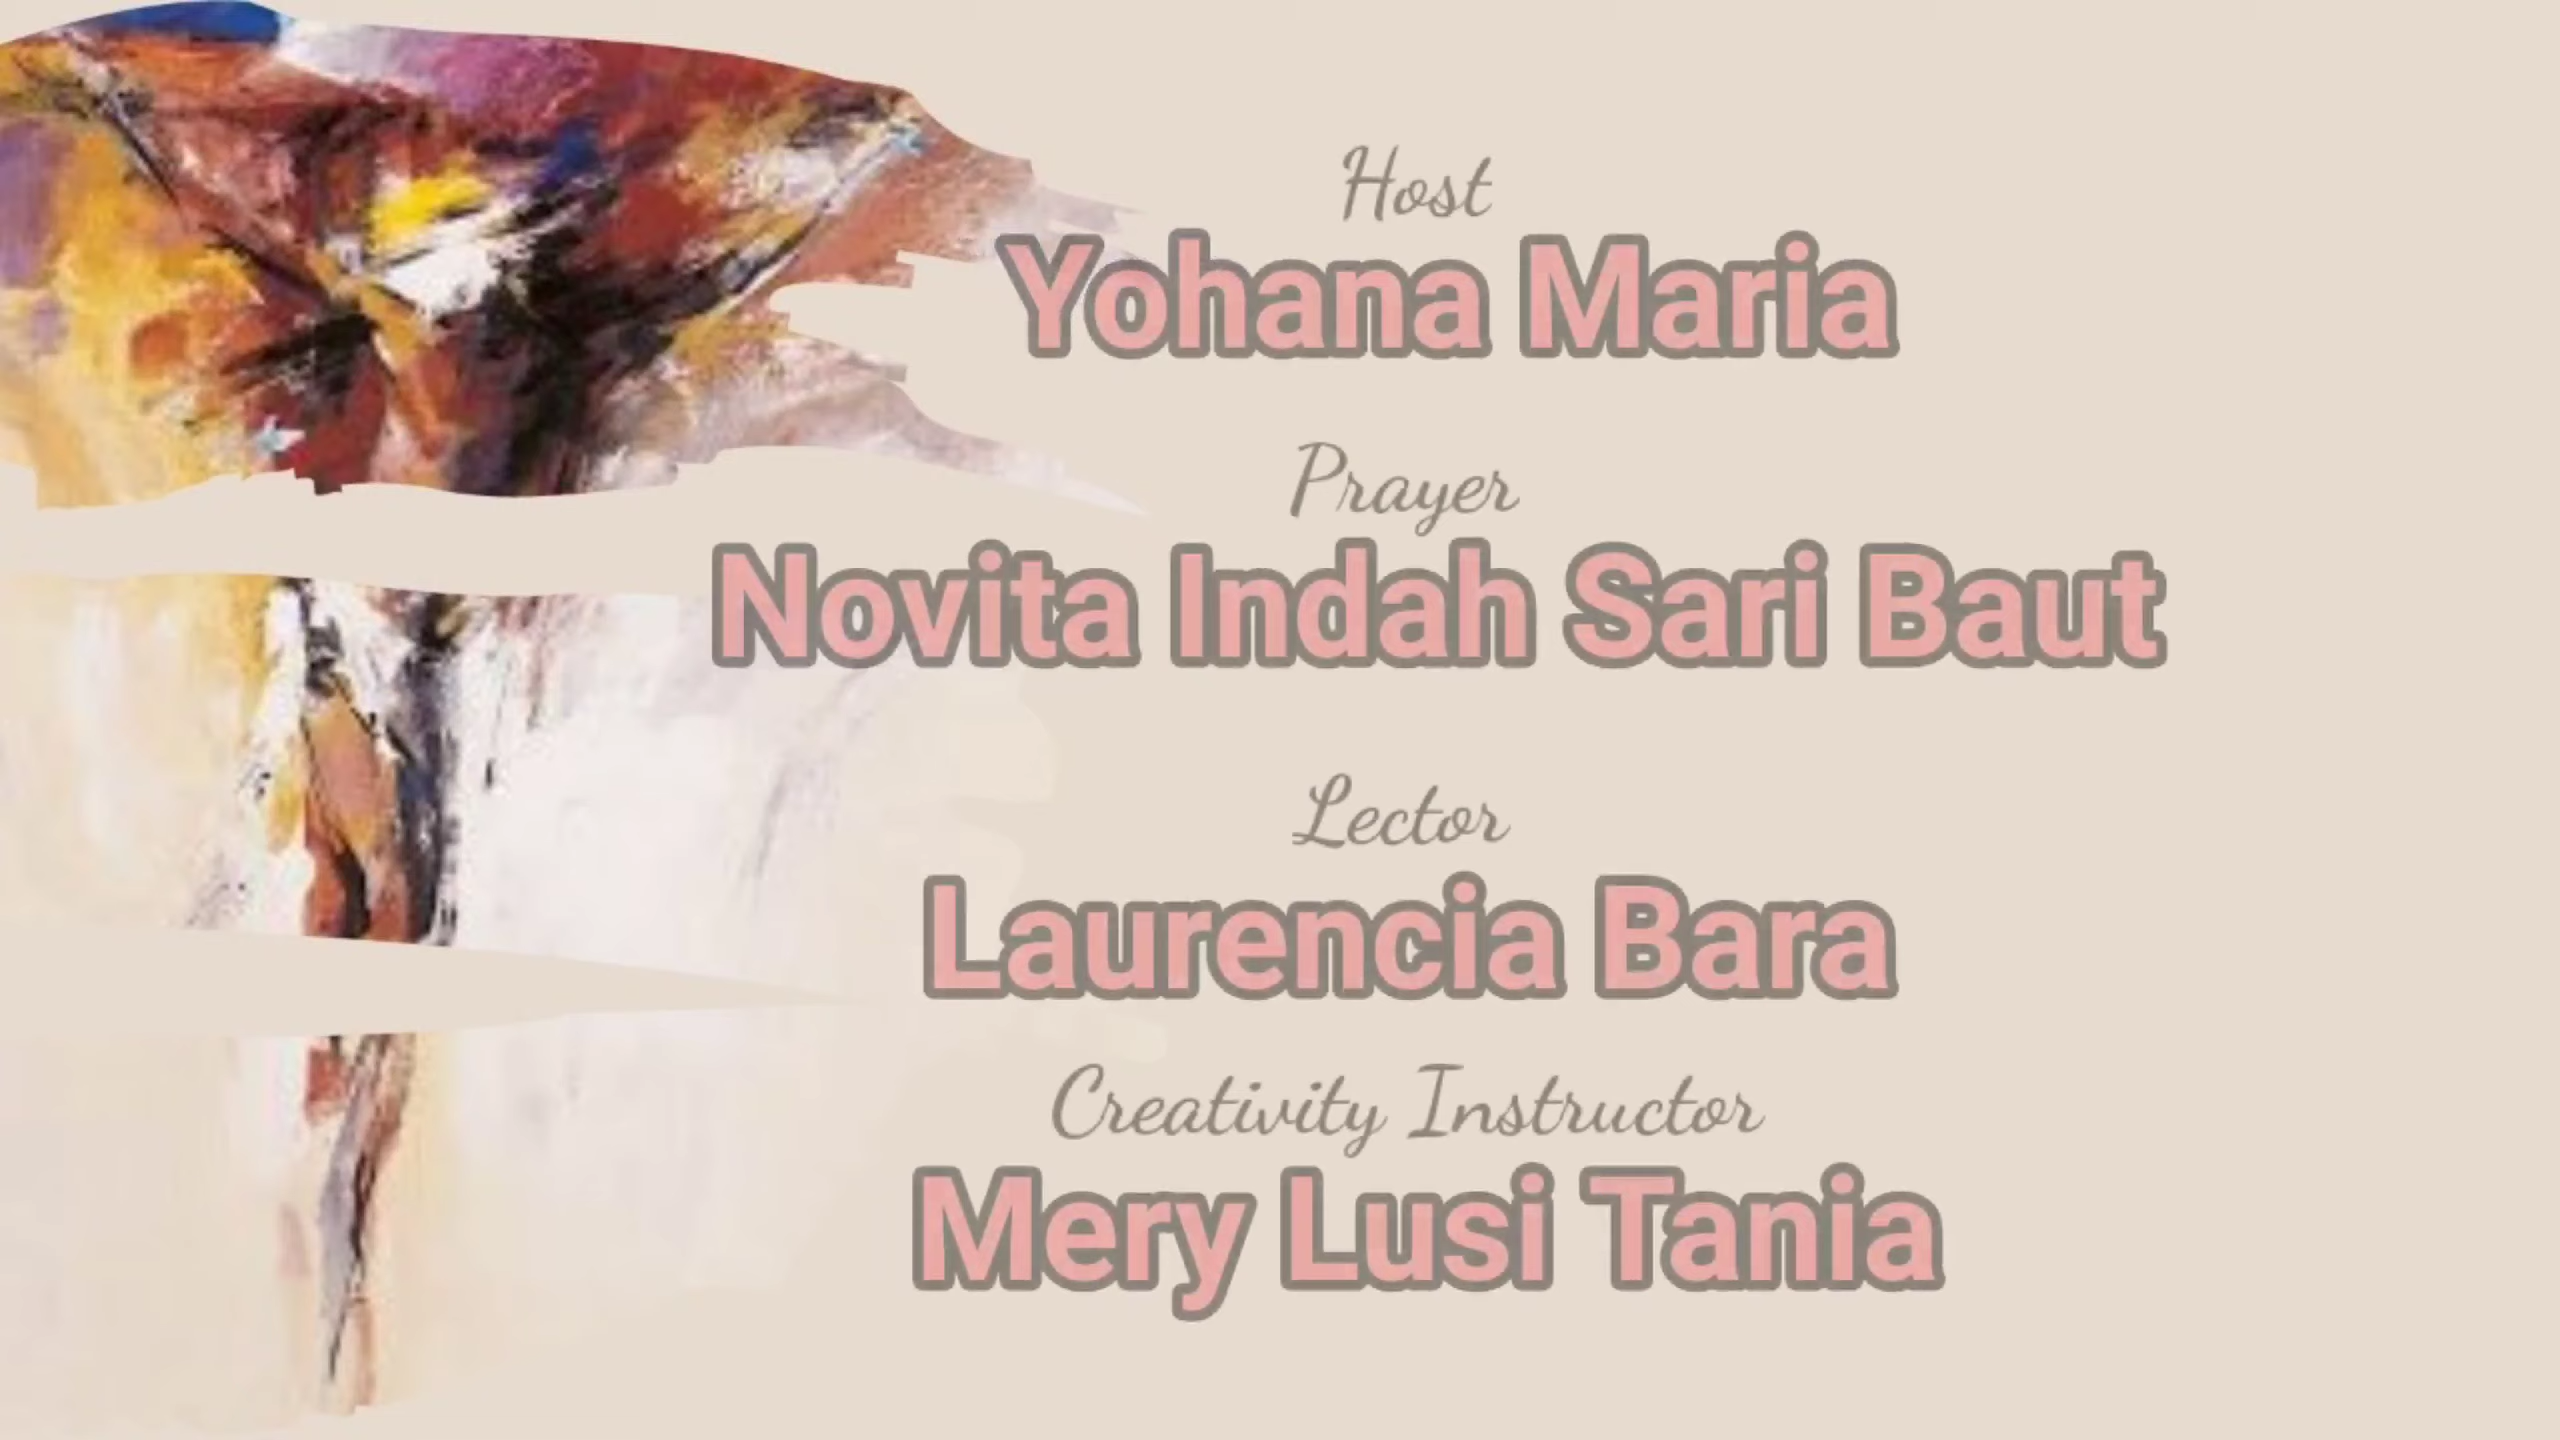 Host
Yohana Maria
Prayer
Novita Indah Sari Baut
Lector
Laurencia Bara
Creativity Instructor
Mery Lusi Tania